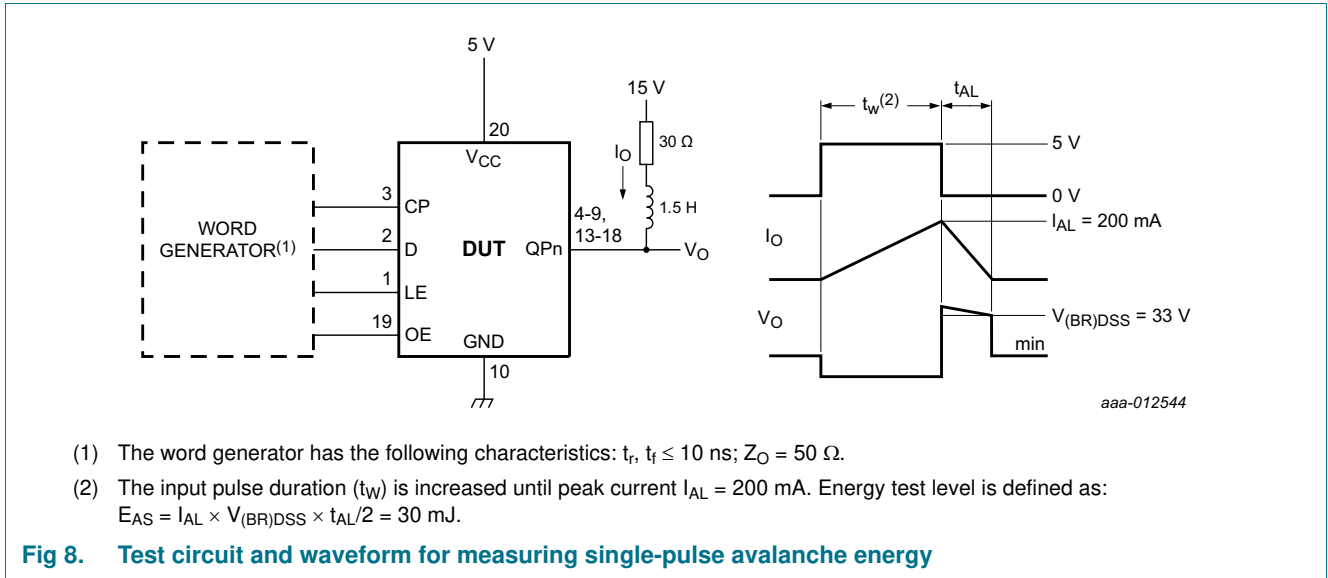 5 V
15 V
20
VCC
30 Ω
IO
1.5 H
WORD
GENERATOR(1)
3
CP
2
D
1
LE
19
OE
DUT
QPn
4-9,
13-18
VO
GND
10
tW(2)
tAL
5 V
0 V
IO
IAL = 200 mA
VO
V(BR)DSS = 33 V
min
aaa-012544
(1) The word generator has the following characteristics: tr, tf ≤ 10 ns; ZO = 50 Ω.
(2) The input pulse duration (tW) is increased until peak current IAL = 200 mA. Energy test level is defined as:
EAS = IAL × V(BR)DSS × tAL/2 = 30 mJ.
Fig 8. Test circuit and waveform for measuring single-pulse avalanche energy